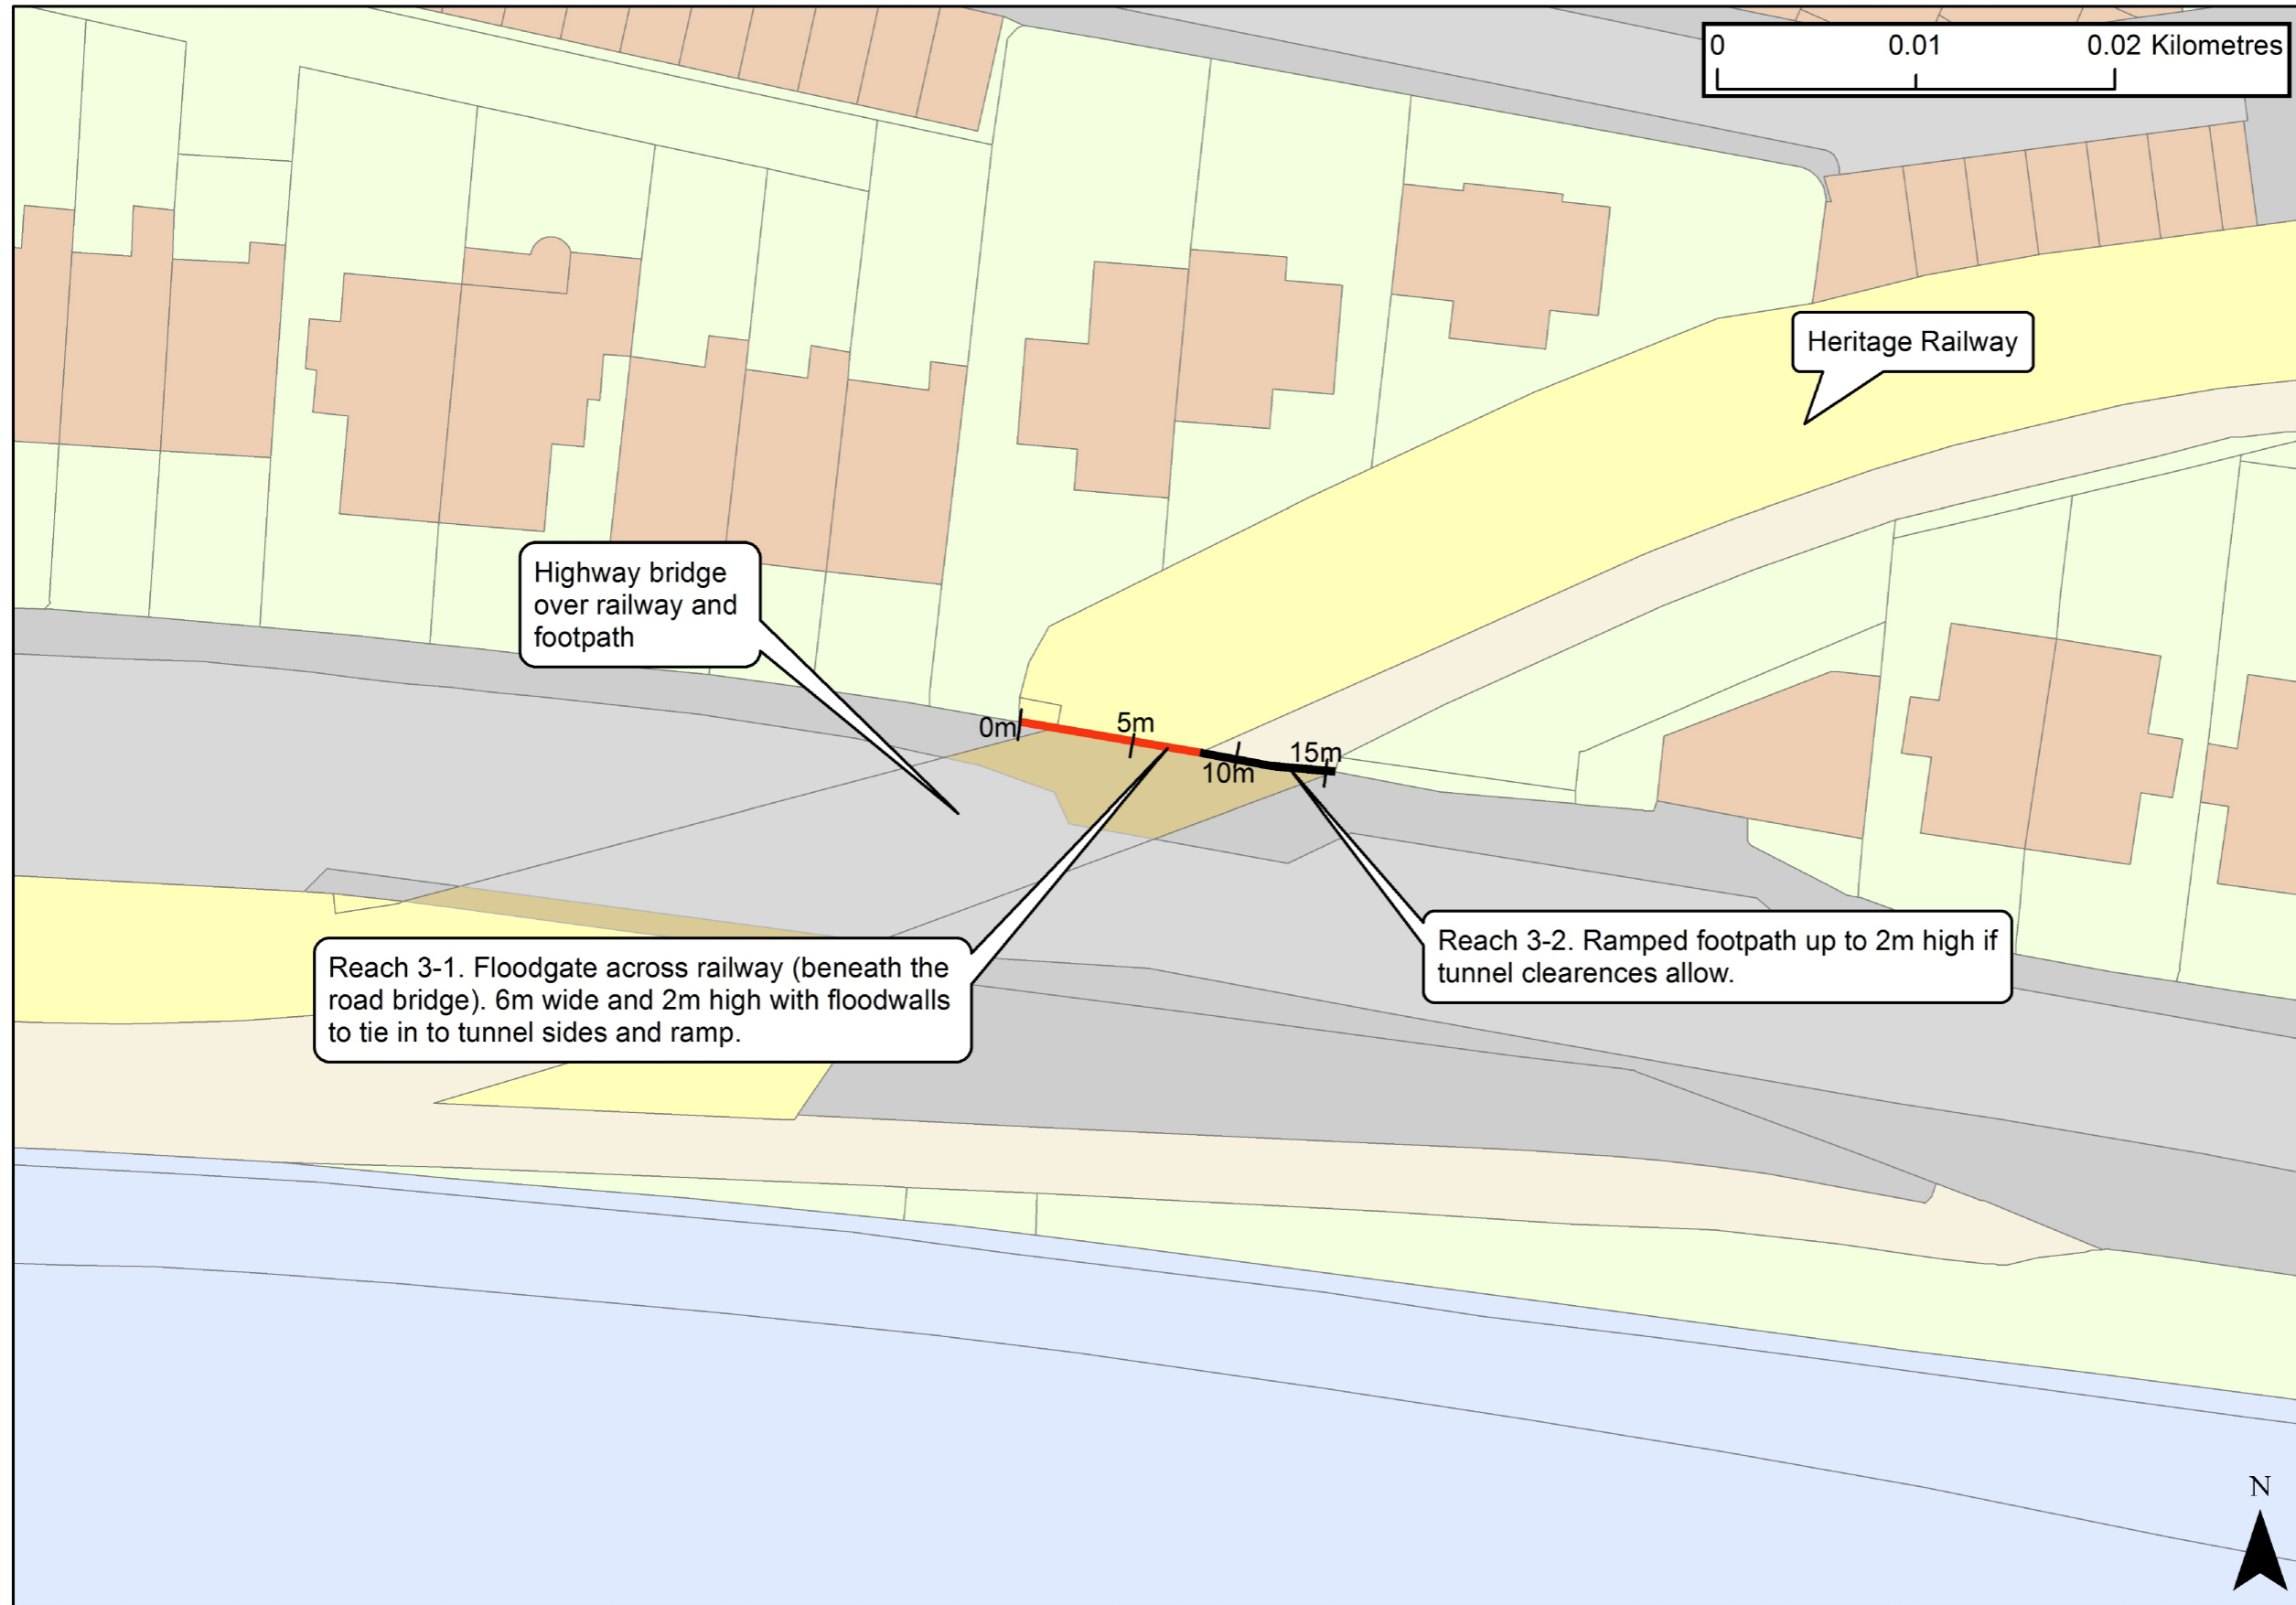 0 0.01 0.02 Kilometres
Heritage Railway
Highway bridge
over railway and
footpath
0m
5m
10m
15m
Reach 3-1. Floodgate across railway (beneath the
road bridge). 6m wide and 2m high with floodwalls
to tie in to tunnel sides and ramp.
Reach 3-2. Ramped footpath up to 2m high if
tunnel clearences allow.
N